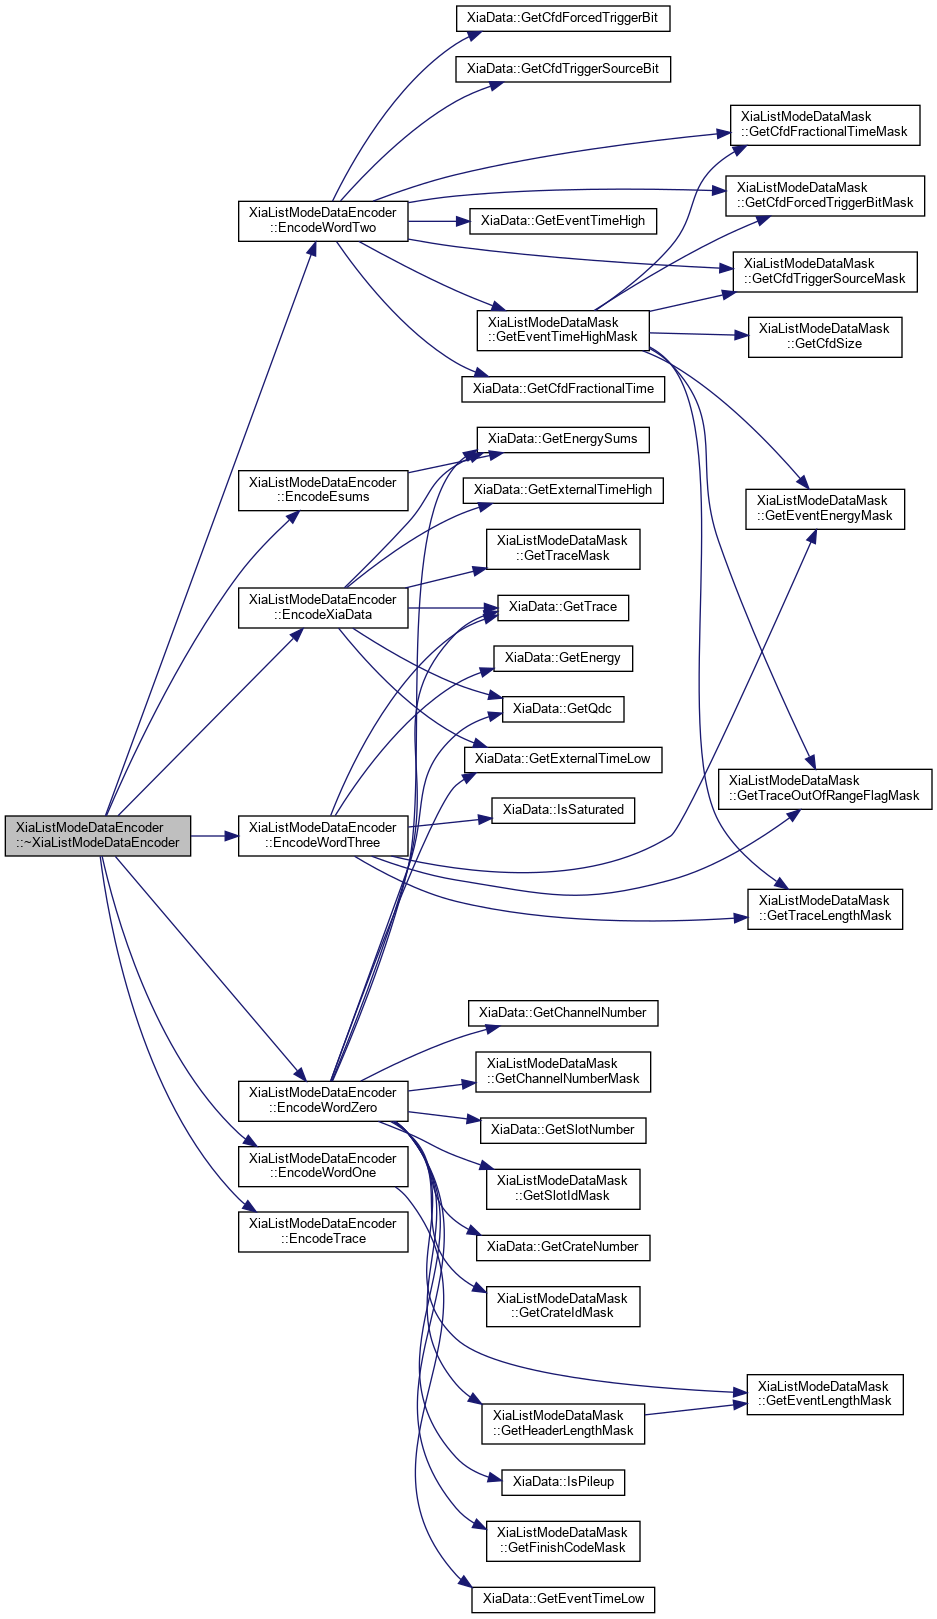 XiaData::GetCfdForcedTriggerBit
XiaData::GetCfdTriggerSourceBit
XiaListModeDataMask
::GetCfdFractionalTimeMask
XiaListModeDataMask
::GetCfdForcedTriggerBitMask
XiaListModeDataEncoder
::EncodeWordTwo
XiaData::GetEventTimeHigh
XiaListModeDataMask
::GetCfdTriggerSourceMask
XiaListModeDataMask
::GetEventTimeHighMask
XiaListModeDataMask
::GetCfdSize
XiaData::GetCfdFractionalTime
XiaData::GetEnergySums
XiaListModeDataEncoder
::EncodeEsums
XiaData::GetExternalTimeHigh
XiaListModeDataMask
::GetEventEnergyMask
XiaListModeDataMask
::GetTraceMask
XiaListModeDataEncoder
::EncodeXiaData
XiaData::GetTrace
XiaData::GetEnergy
XiaData::GetQdc
XiaData::GetExternalTimeLow
XiaListModeDataMask
::GetTraceOutOfRangeFlagMask
XiaData::IsSaturated
XiaListModeDataEncoder
::~XiaListModeDataEncoder
XiaListModeDataEncoder
::EncodeWordThree
XiaListModeDataMask
::GetTraceLengthMask
XiaData::GetChannelNumber
XiaListModeDataMask
::GetChannelNumberMask
XiaListModeDataEncoder
::EncodeWordZero
XiaData::GetSlotNumber
XiaListModeDataEncoder
::EncodeWordOne
XiaListModeDataMask
::GetSlotIdMask
XiaListModeDataEncoder
::EncodeTrace
XiaData::GetCrateNumber
XiaListModeDataMask
::GetCrateIdMask
XiaListModeDataMask
::GetEventLengthMask
XiaListModeDataMask
::GetHeaderLengthMask
XiaData::IsPileup
XiaListModeDataMask
::GetFinishCodeMask
XiaData::GetEventTimeLow